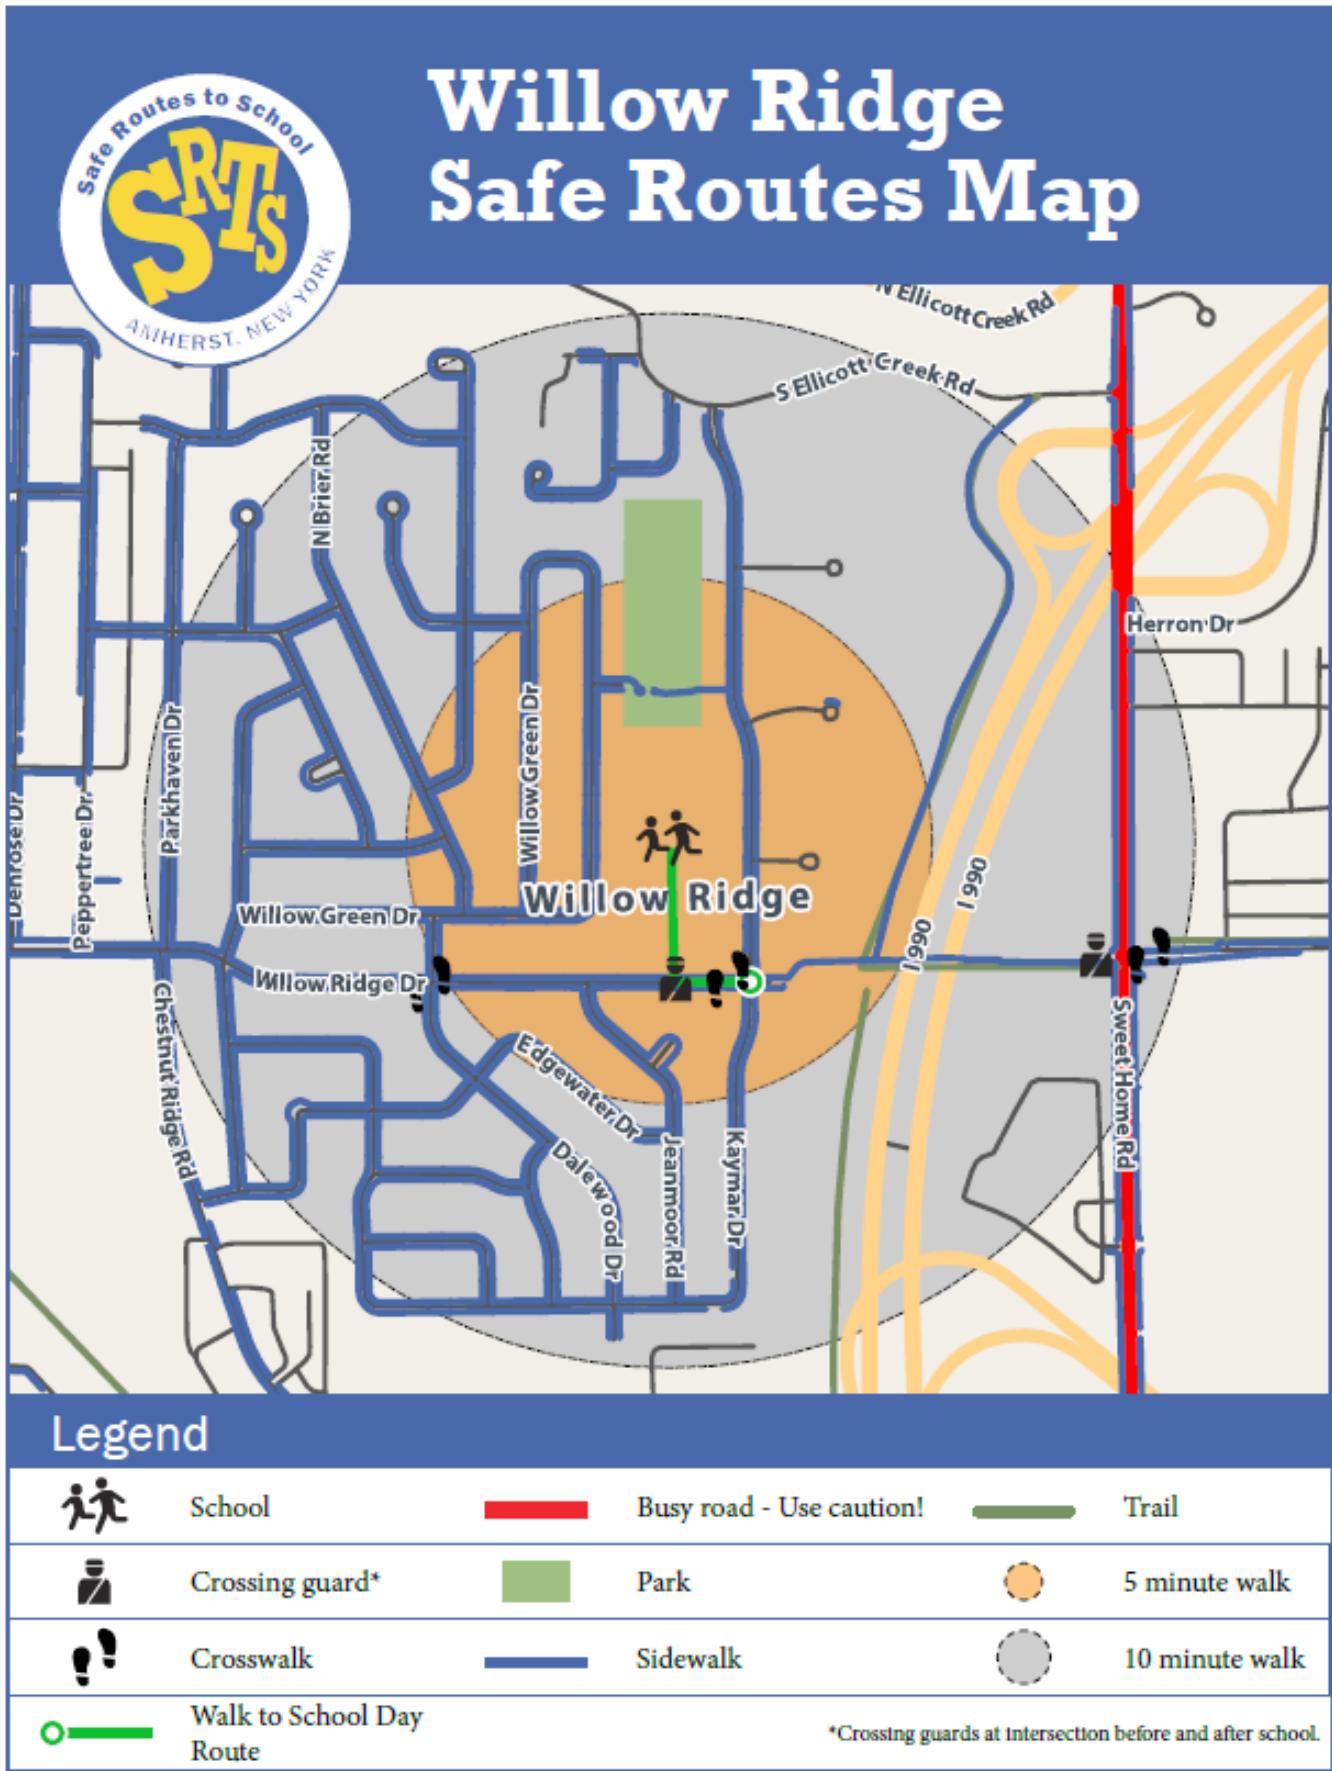 Willow Ridge
Safe Routes Map
Safe Routes to School
SRTS
AMHERST, NEW YORK
N Ellicott Creek Rd
S Ellicott Creek Rd
N Brier Rd
Herron Dr
Parkhaven Dr
Willow Green Dr
Denrose Dr
Peppertree Dr
Willow Ridge
I 990
I 990
Willow Green Dr
Willow Ridge Dr
Chestnut Ridge Rd
Edgewater Dr
Dalewood Dr
Jeanmoor Rd
Kaymar Dr
Sweet Home Rd
Legend
School
Busy road - Use caution!
Trail
Crossing guard*
Park
5 minute walk
Crosswalk
Sidewalk
10 minute walk
Walk to School Day
Route
*Crossing guards at intersection before and after school.